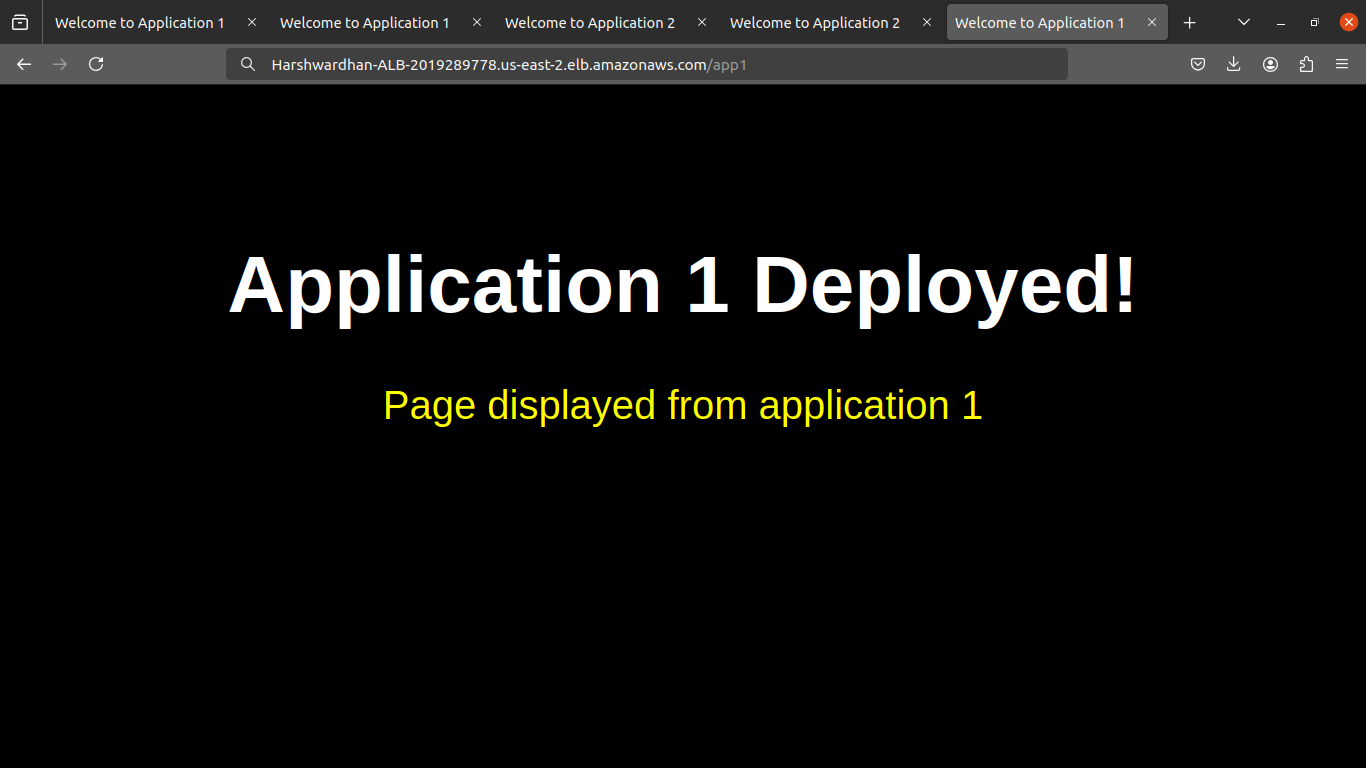 Welcome to Application 1
Welcome to Application 1
Welcome to Application 2
Welcome to Application 2
Welcome to Application 1
Harshwardhan-ALB-2019289778.us-east-2.elb.amazonaws.com/app1
Application 1 Deployed!
Page displayed from application 1